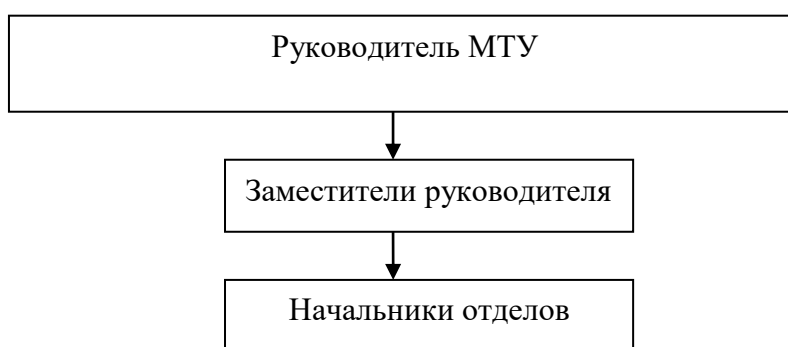 Руководитель МТУ
Заместители руководителя
Начальники отделов